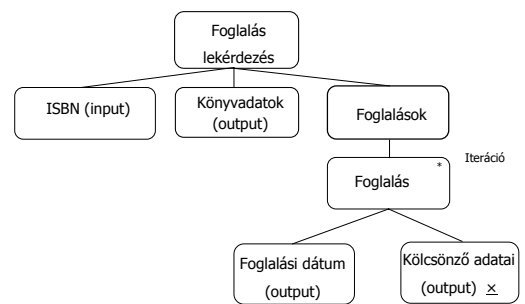 Foglalás
lekérdezés
ISBN (input)
Könyvadatok
(output)
Foglalások
Iteráció
*
Foglalás
Foglalási dátum
(output)
Kölcsönző adatai
(output) ×